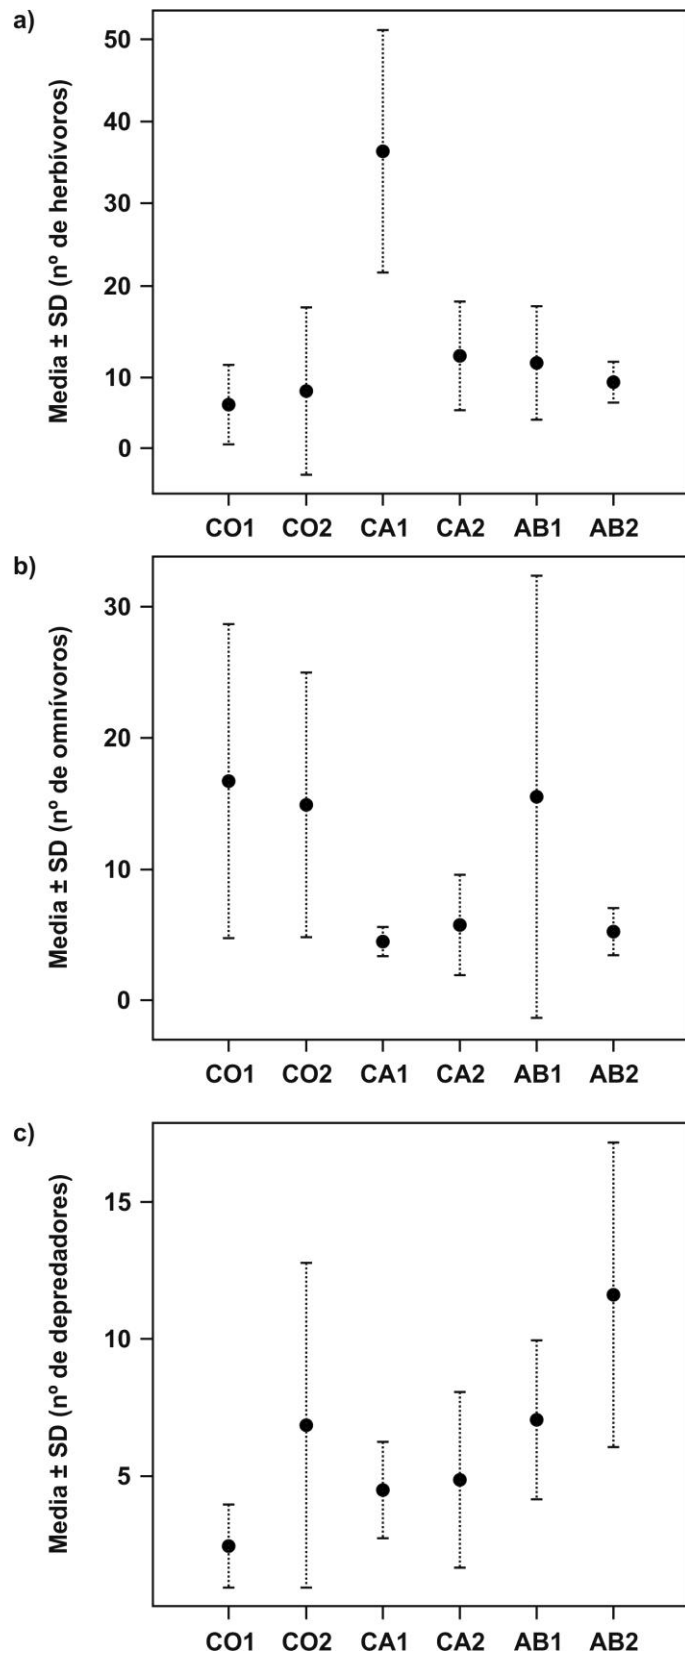 a)
Media ± SD (nº de herbívoros)
50
40
30
20
10
0
CO1 CO2 CA1 CA2 AB1 AB2
b)
Media ± SD (nº de omnívoros)
30
20
10
0
CO1 CO2 CA1 CA2 AB1 AB2
c)
Media ± SD (nº de depredadores)
15
10
5
CO1 CO2 CA1 CA2 AB1 AB2